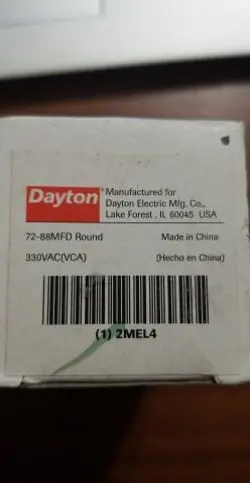 Dayton
Manufactured for
Dayton Electric Mfg. Co.,
Lake Forest , IL 60045 USA
72-88MFD Round
Made in China
330VAC(VCA)
(Hecho en China)
(1) 2MEL4